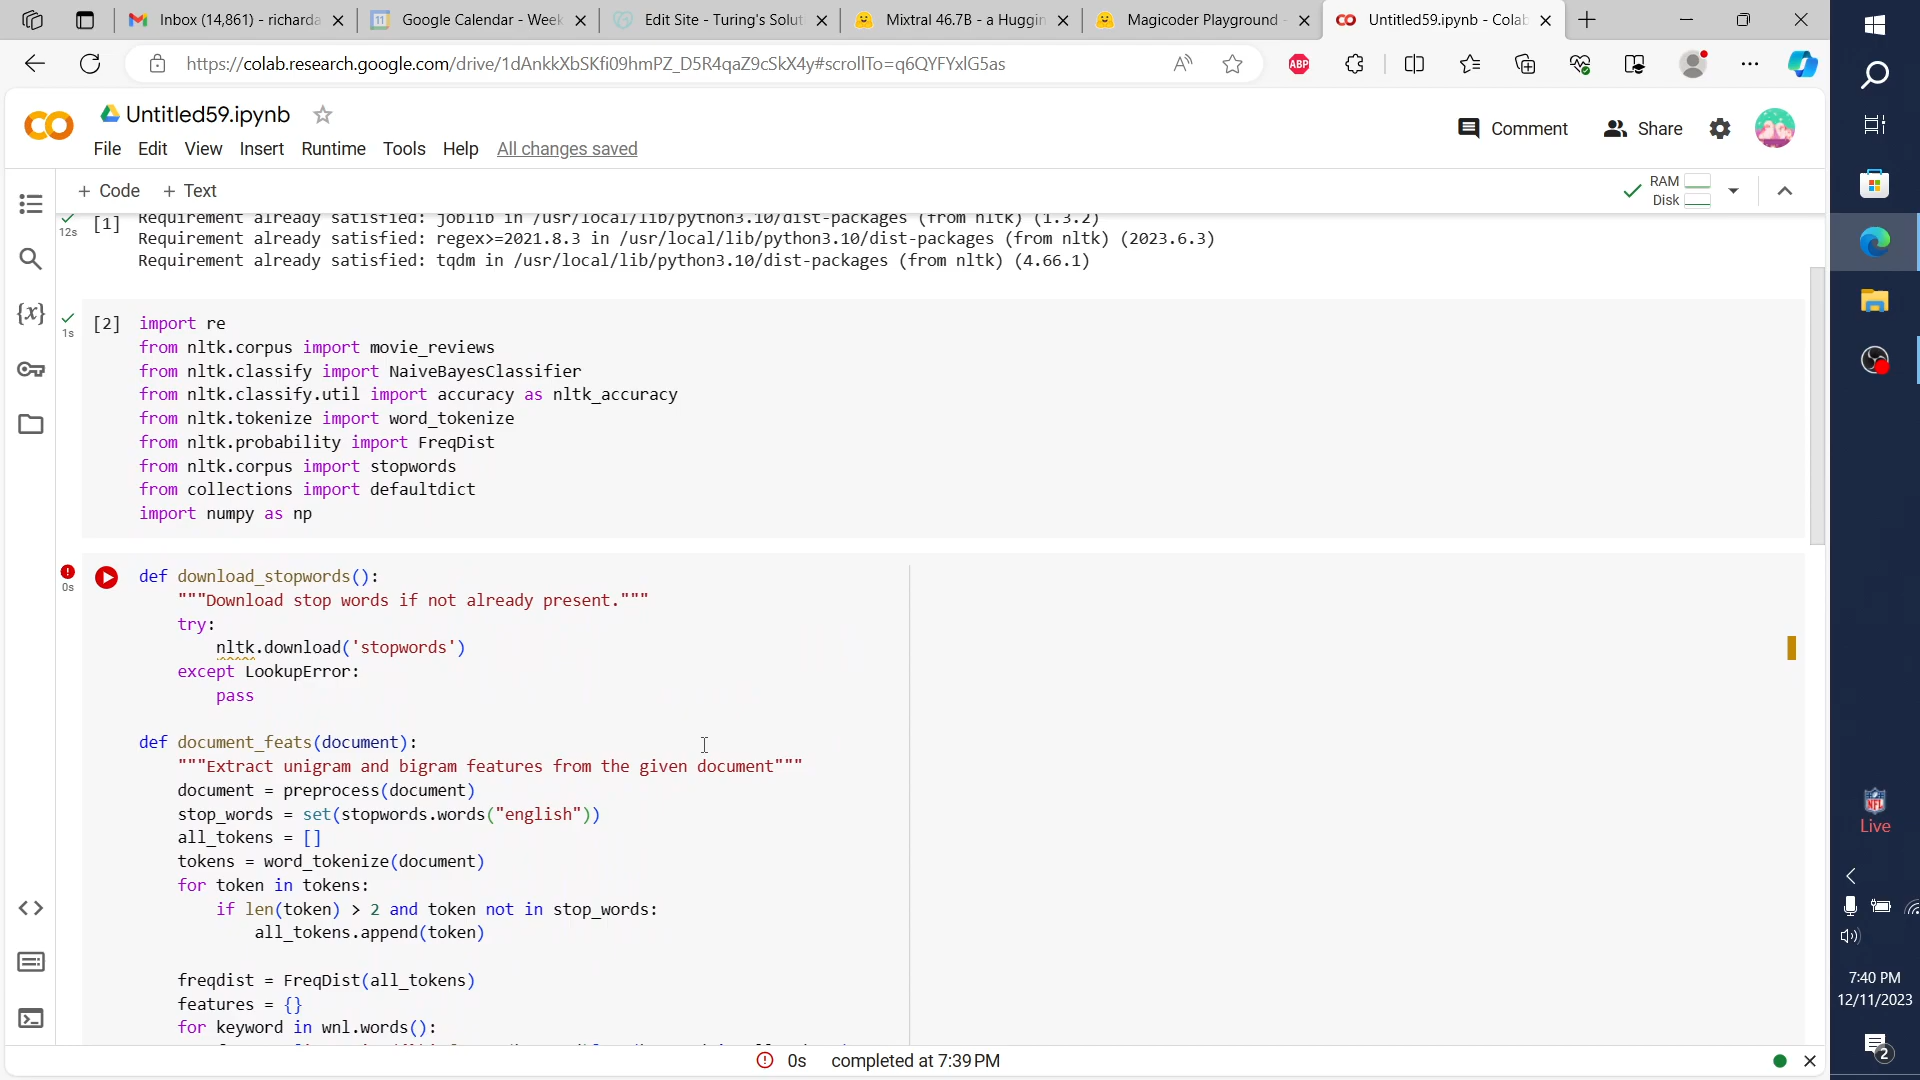 Inbox (14,861) - richarda
Google Calendar - Week
Edit Site - Turing's Solut
Mixtral 46.7B - a Huggin
Magicoder Playground -
Untitled59.ipynb - Colab
https://colab.research.google.com/drive/1dAnkkXbSKfi09hmPZ_D5R4qaZ9cSkX4y#scrollTo=q6QYFYxlG5as
ABP
Untitled59.ipynb
File Edit View Insert Runtime Tools Help All changes saved
Comment
Share
+ Code + Text
RAM
Disk
[1] Requirement already satisfied: joblib in /usr/local/lib/python3.10/dist-packages (from nltk) (1.3.2)
12s
Requirement already satisfied: regex>=2021.8.3 in /usr/local/lib/python3.10/dist-packages (from nltk) (2023.6.3)
Requirement already satisfied: tqdm in /usr/local/lib/python3.10/dist-packages (from nltk) (4.66.1)
[2] import re
1s
from nltk.corpus import movie_reviews
from nltk.classify import NaiveBayesClassifier
from nltk.classify.util import accuracy as nltk_accuracy
from nltk.tokenize import word_tokenize
from nltk.probability import FreqDist
from nltk.corpus import stopwords
from collections import defaultdict
import numpy as np
def download_stopwords():
0s
"""Download stop words if not already present."""
try:
nltk.download('stopwords')
except LookupError:
pass
def document_feats(document):
"""Extract unigram and bigram features from the given document"""
document = preprocess(document)
stop_words = set(stopwords.words("english"))
all_tokens = []
tokens = word_tokenize(document)
for token in tokens:
if len(token) > 2 and token not in stop_words:
all_tokens.append(token)
freqdist = FreqDist(all_tokens)
features = {}
for keyword in wnl.words():
0s completed at 7:39 PM
NFL
Live
7:40 PM
12/11/2023
2